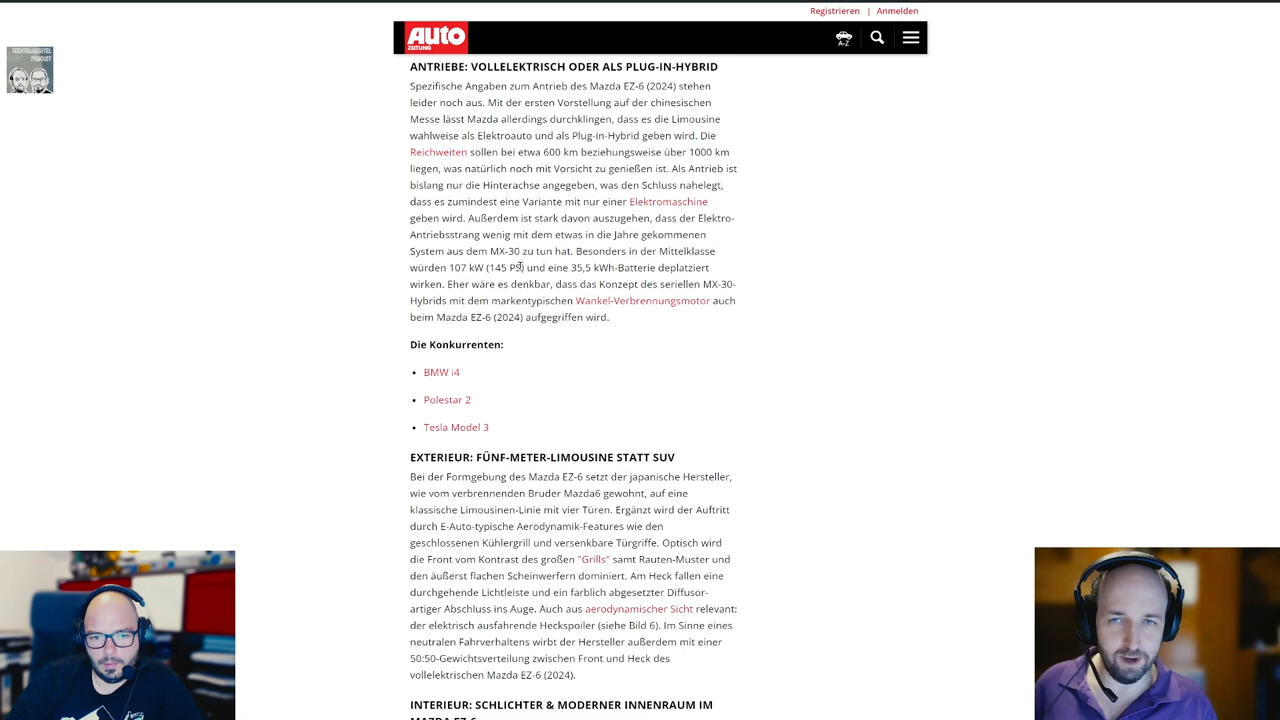 Registrieren | Anmelden
Auto
ZEITUNG
A-Z
TECHTELMECHTEL
PODCAST
ANTRIEBE: VOLLELEKTRISCH ODER ALS PLUG-IN-HYBRID
Spezifische Angaben zum Antrieb des Mazda EZ-6 (2024) stehen
leider noch aus. Mit der ersten Vorstellung auf der chinesischen
Messe lässt Mazda allerdings durchklingen, dass es die Limousine
wahlweise als Elektroauto und als Plug-in-Hybrid geben wird. Die
Reichweiten sollen bei etwa 600 km beziehungsweise über 1000 km
liegen, was natürlich noch mit Vorsicht zu genießen ist. Als Antrieb ist
bislang nur die Hinterachse angegeben, was den Schluss nahelegt,
dass es zumindest eine Variante mit nur einer Elektromaschine
geben wird. Außerdem ist stark davon auszugehen, dass der Elektro-
Antriebsstrang wenig mit dem etwas in die Jahre gekommenen
System aus dem MX-30 zu tun hat. Besonders in der Mittelklasse
würden 107 kW (145 PS) und eine 35,5 kWh-Batterie deplatziert
wirken. Eher wäre es denkbar, dass das Konzept des seriellen MX-30-
Hybrids mit dem markentypischen Wankel-Verbrennungsmotor auch
beim Mazda EZ-6 (2024) aufgegriffen wird.
Die Konkurrenten:
• BMW i4
• Polestar 2
• Tesla Model 3
EXTERIEUR: FÜNF-METER-LIMOUSINE STATT SUV
Bei der Formgebung des Mazda EZ-6 setzt der japanische Hersteller,
wie vom verbrennenden Bruder Mazda6 gewohnt, auf eine
klassische Limousinen-Linie mit vier Türen. Ergänzt wird der Auftritt
durch E-Auto-typische Aerodynamik-Features wie den
geschlossenen Kühlergrill und versenkbare Türgriffe. Optisch wird
die Front vom Kontrast des großen "Grills" samt Rauten-Muster und
den äußerst flachen Scheinwerfern dominiert. Am Heck fallen eine
durchgehende Lichtleiste und ein farblich abgesetzter Diffusor-
artiger Abschluss ins Auge. Auch aus aerodynamischer Sicht relevant:
der elektrisch ausfahrende Heckspoiler (siehe Bild 6). Im Sinne eines
neutralen Fahrverhaltens wirbt der Hersteller außerdem mit einer
50:50-Gewichtsverteilung zwischen Front und Heck des
vollelektrischen Mazda EZ-6 (2024).
INTERIEUR: SCHLICHTER & MODERNER INNENRAUM IM
MAZDA EZ-6